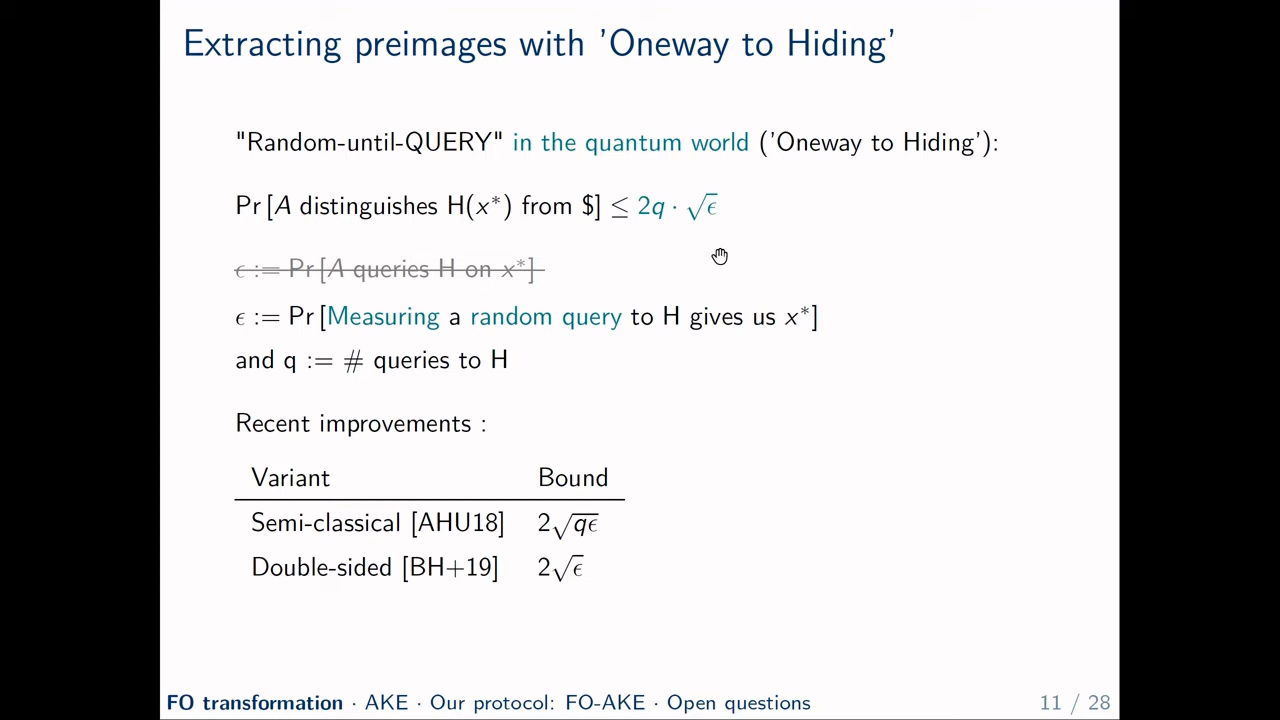 Extracting preimages with 'Oneway to Hiding'
"Random-until-QUERY" in the quantum world ('Oneway to Hiding'):
Pr [A distinguishes H(x*) from $] ≤ 2q · √ϵ
ϵ := Pr [A queries H on x*]
ϵ := Pr [Measuring a random query to H gives us x*]
and q := # queries to H
Recent improvements :
Variant Bound
Semi-classical [AHU18] 2√qϵ
Double-sided [BH+19] 2√ϵ
FO transformation · AKE · Our protocol: FO-AKE · Open questions 11 / 28